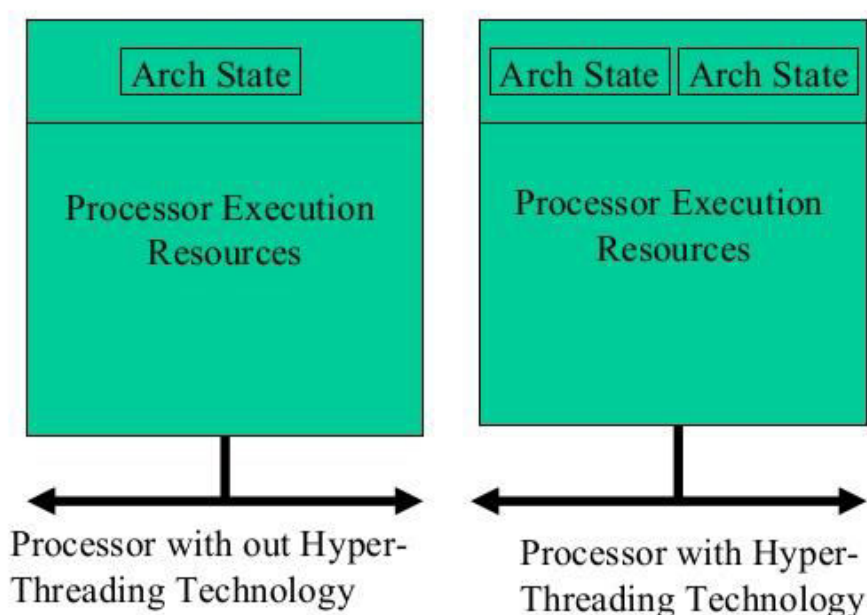 Arch State
Processor Execution
Resources
Processor with out Hyper-
Threading Technology
Arch State Arch State
Processor Execution
Resources
Processor with Hyper-
Threading Technology